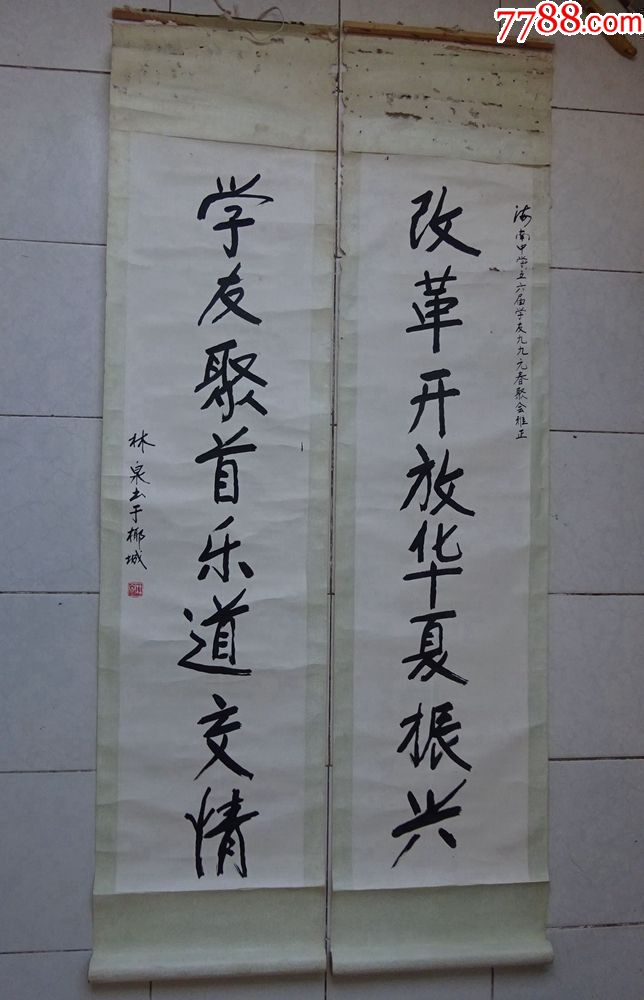 7788.com
海南中学五六届学友九九元春聚会雅正
改革开放华夏振兴
学友聚首乐道交情
林泉书于椰城